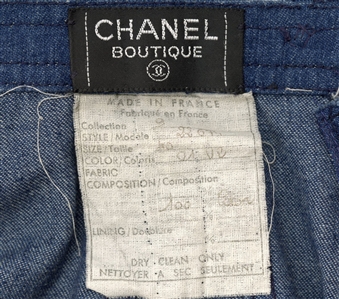 CHANEL
BOUTIQUE
MADE IN FRANCE
Fabriqué en France
Collection
STYLE / Modèle
SIZE / Taille
COLOR / Coloris
FABRIC
COMPOSITION / Composition
100
LINING / Doublure
DRY CLEAN ONLY
NETTOYER A SEC SEULEMENT